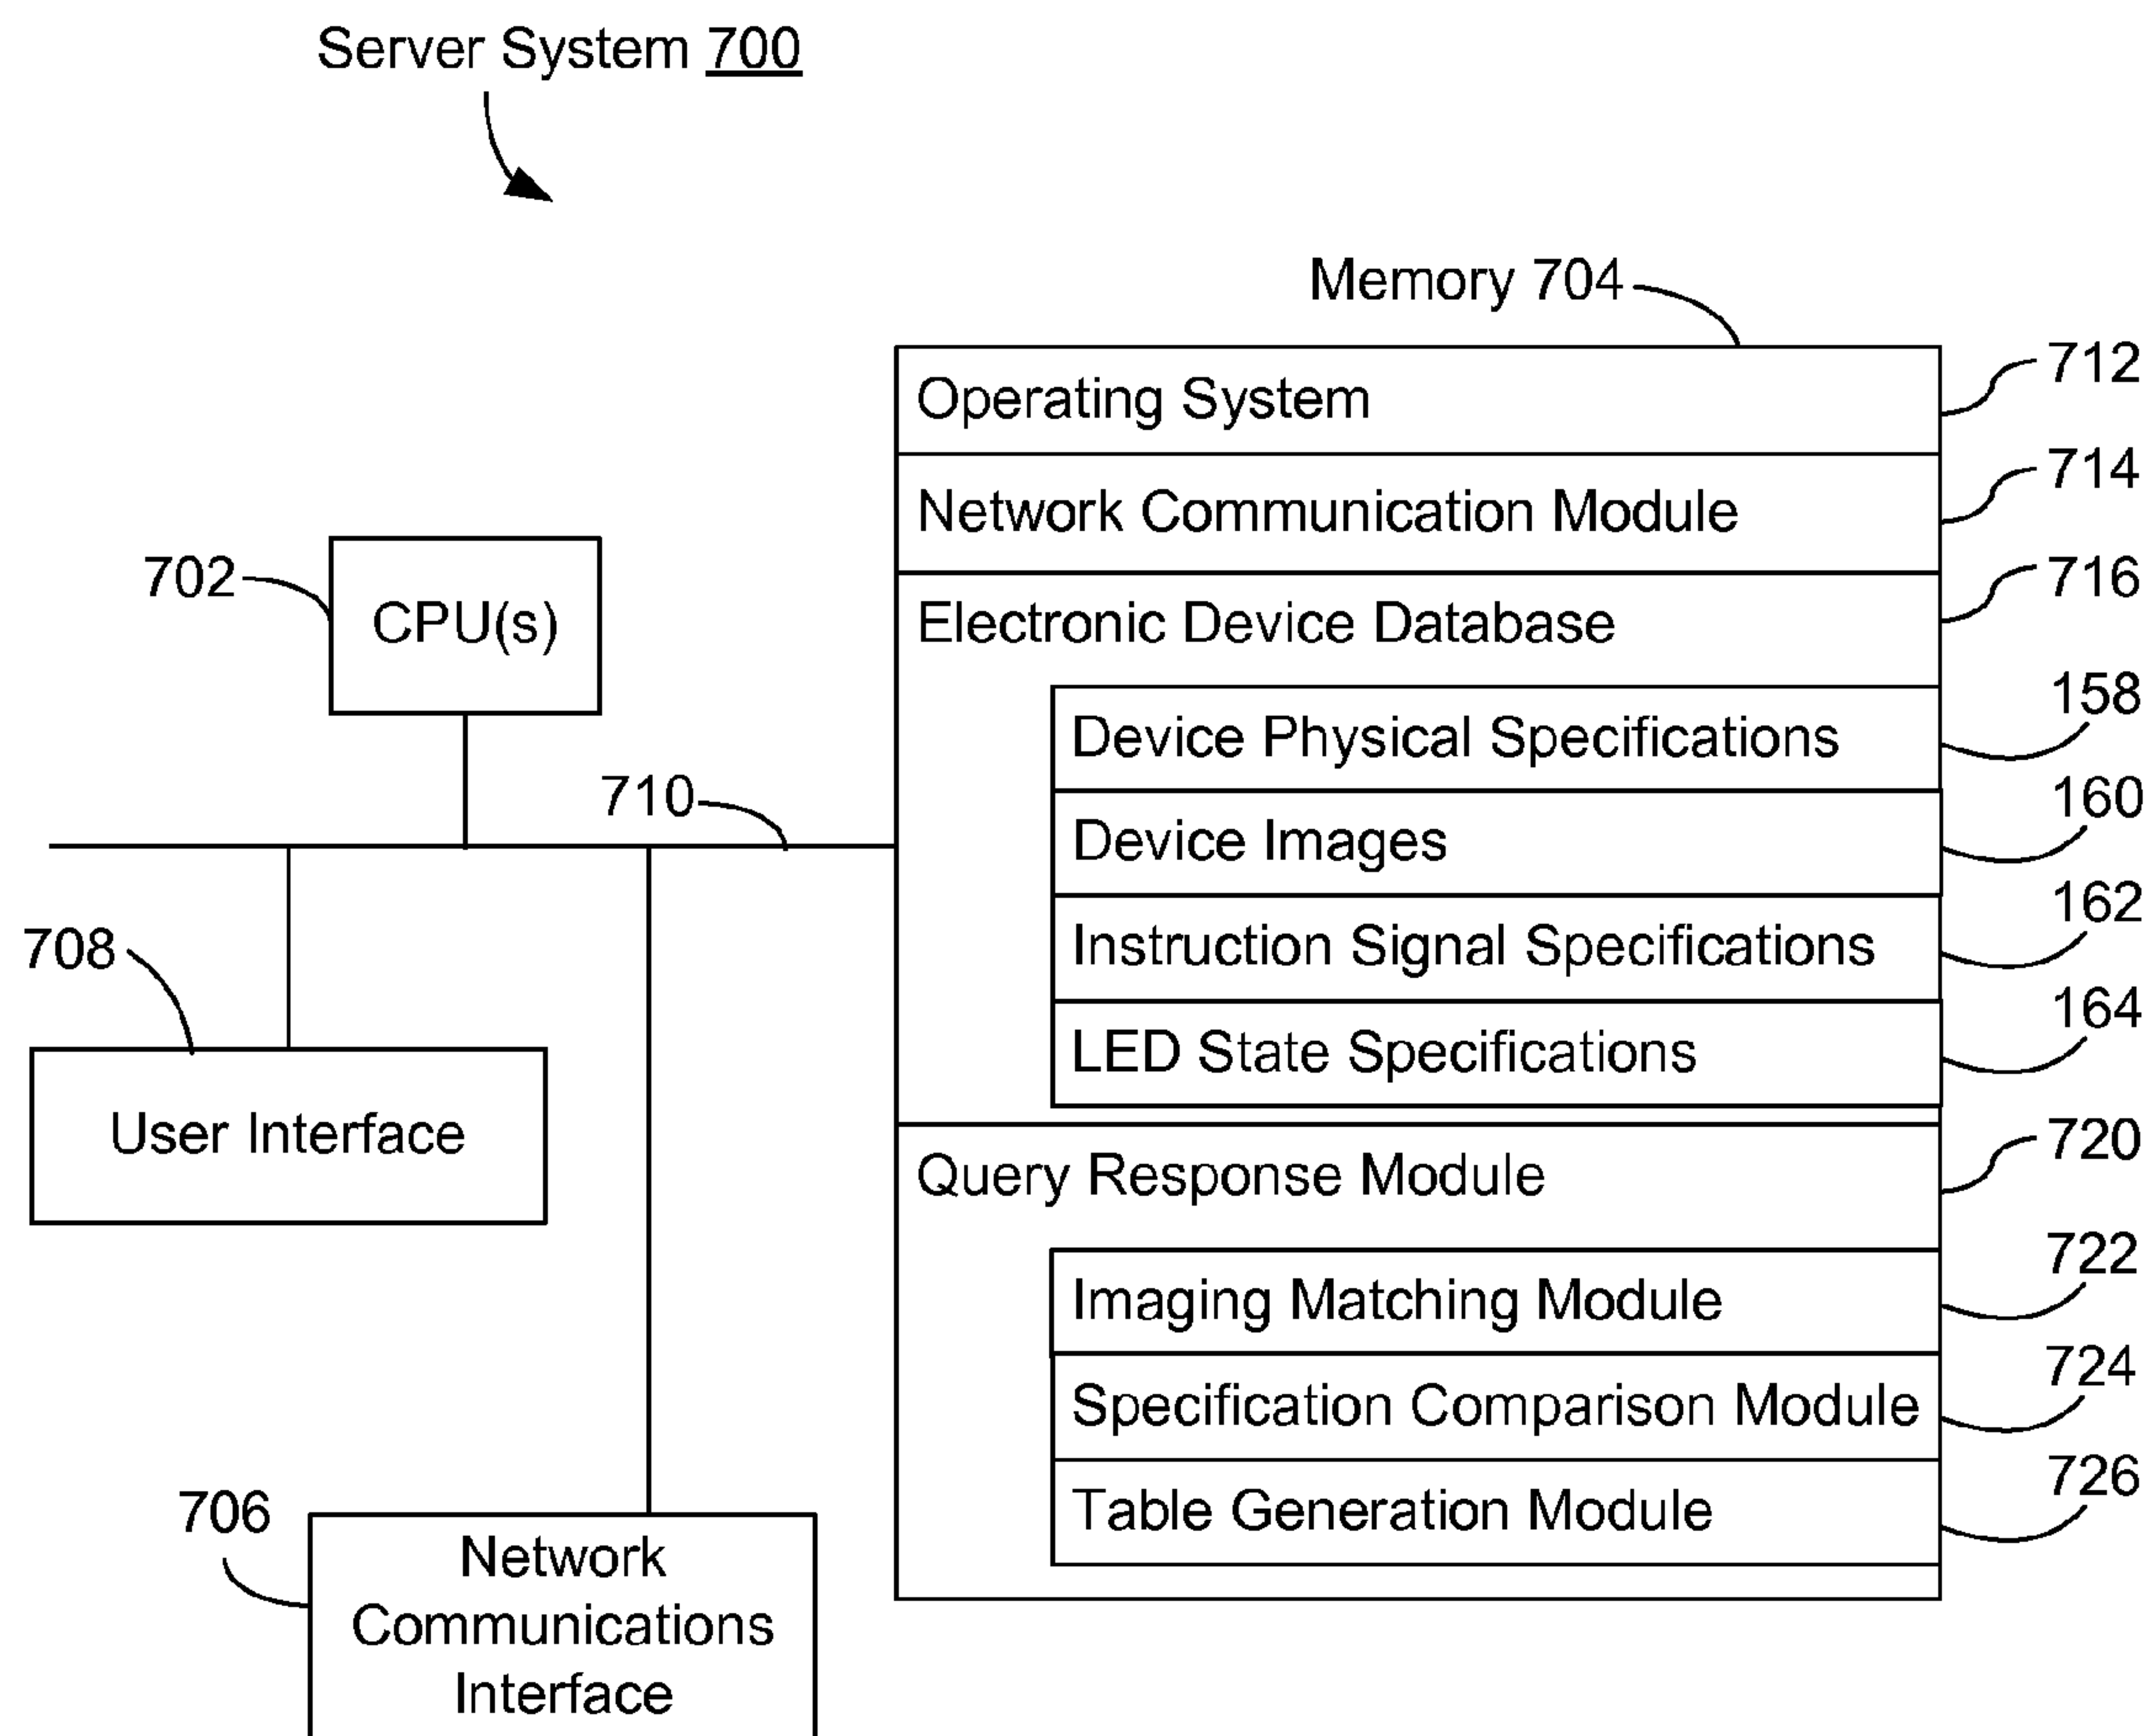 Server System 700
Memory 704
Operating System
712
Network Communication Module
714
Electronic Device Database
716
Device Physical Specifications
158
Device Images
160
Instruction Signal Specifications
162
LED State Specifications
164
Query Response Module
720
Imaging Matching Module
722
Specification Comparison Module
724
Table Generation Module
726
702
CPU(s)
710
708
User Interface
706
Network
Communications
Interface